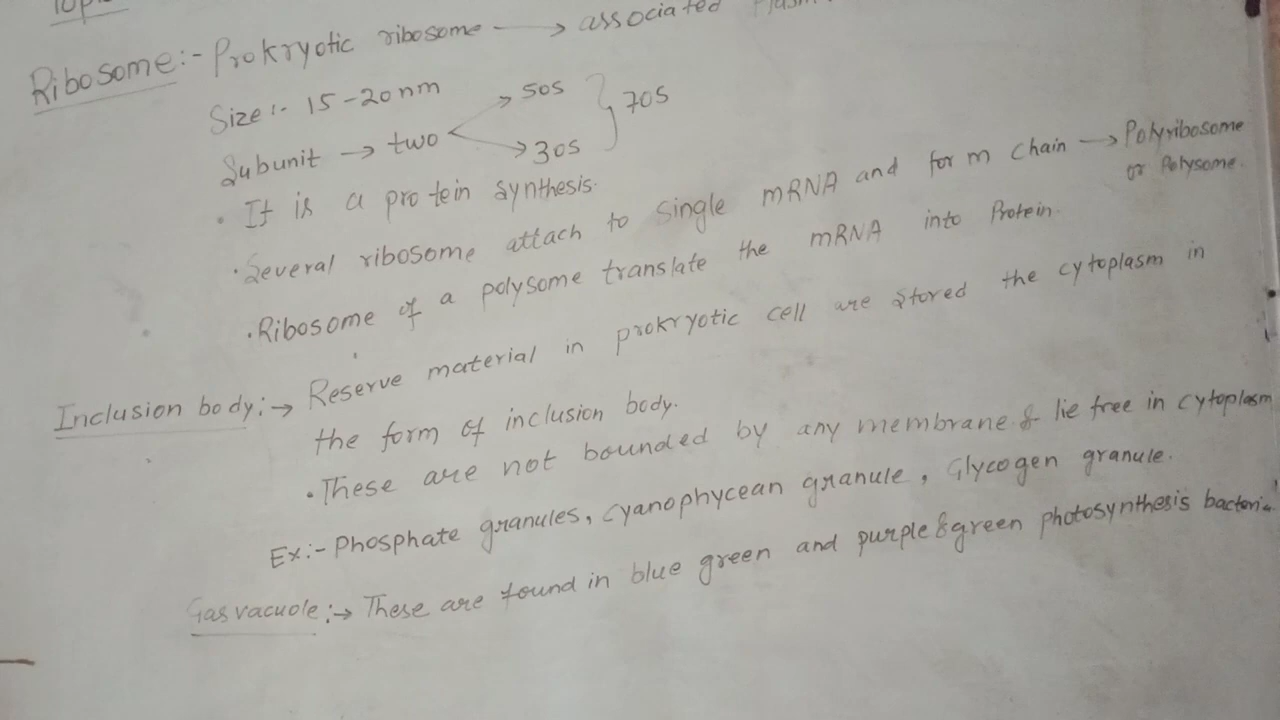 Ribosome:- Prokryotic ribosome → associated
Size:- 15-20nm
Subunit → two → 50S → 30S } 70S
• It is a protein synthesis.
• Several ribosome attach to single mRNA and form chain → Polyribosome
or Polysome.
• Ribosome of a polysome translate the mRNA into Protein.
Inclusion body:→ Reserve material in prokryotic cell are stored the cytoplasm in
the form of inclusion body.
• These are not bounded by any membrane & lie free in cytoplasm
Ex:- Phosphate granules, Cyanophycean granule, Glycogen granule.
Gas vacuole:→ These are found in blue green and purple & green photosynthesis bacteria